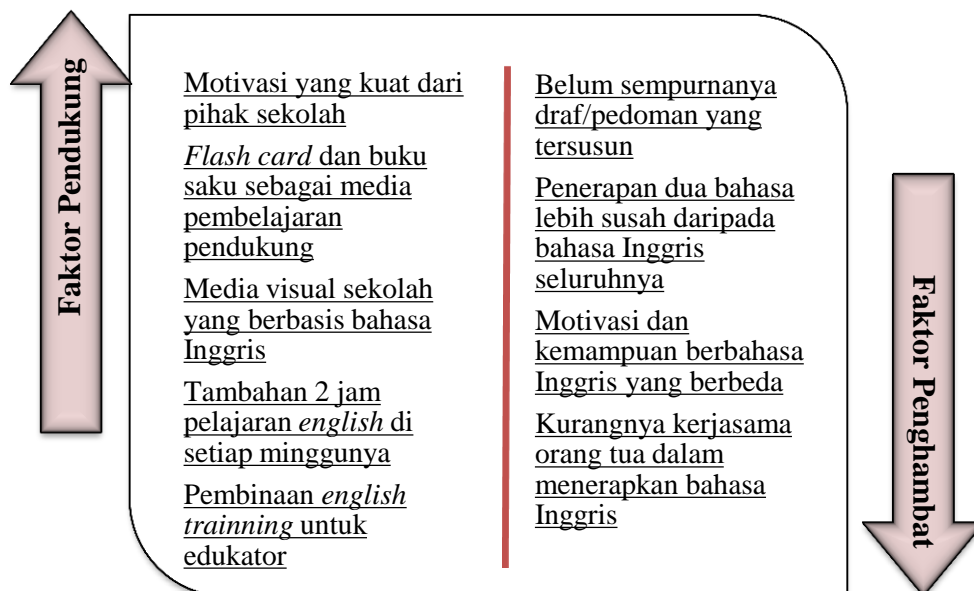 Faktor Pendukung
Motivasi yang kuat dari
pihak sekolah
Flash card dan buku
saku sebagai media
pembelajaran
pendukung
Media visual sekolah
yang berbasis bahasa
Inggris
Tambahan 2 jam
pelajaran english di
setiap minggunya
Pembinaan english
trainning untuk
edukator
Belum sempurnanya
draf/pedoman yang
tersusun
Penerapan dua bahasa
lebih susah daripada
bahasa Inggris
seluruhnya
Motivasi dan
kemampuan berbahasa
Inggris yang berbeda
Kurangnya kerjasama
orang tua dalam
menerapkan bahasa
Inggris
Faktor Penghambat